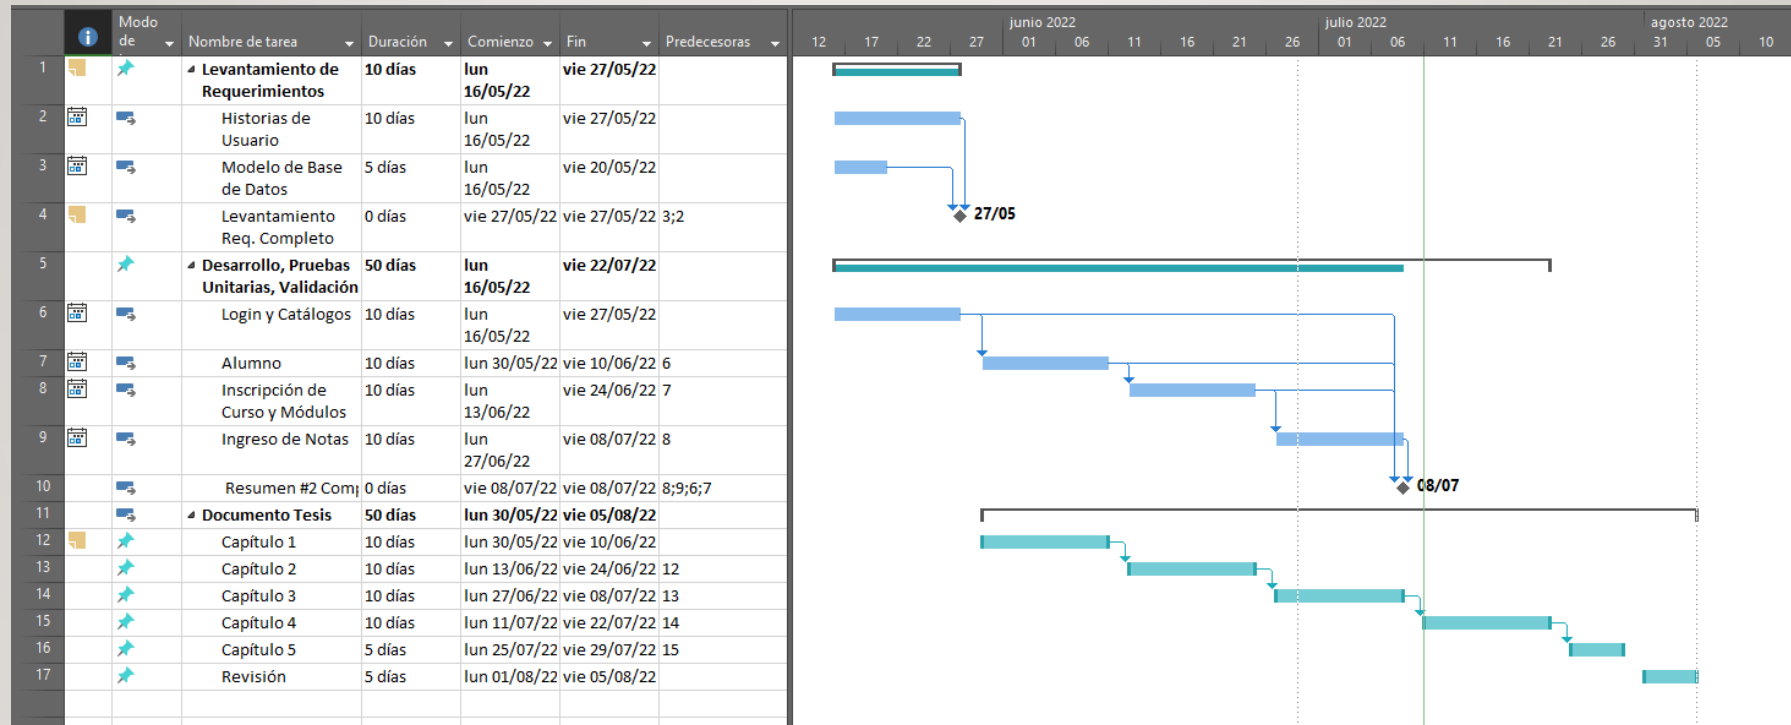 Modo de
Nombre de tarea Duración Comienzo Fin Predecesoras
junio 2022 julio 2022 agosto 2022
12 17 22 27 01 06 11 16 21 26 01 06 11 16 21 26 31 05 10
1 Levantamiento de Requerimientos 10 días lun 16/05/22 vie 27/05/22
2 Historias de Usuario 10 días lun 16/05/22 vie 27/05/22
3 Modelo de Base de Datos 5 días lun 16/05/22 vie 20/05/22
4 Levantamiento Req. Completo 0 días vie 27/05/22 vie 27/05/22 3;2
27/05
5 Desarrollo, Pruebas Unitarias, Validación 50 días lun 16/05/22 vie 22/07/22
6 Login y Catálogos 10 días lun 16/05/22 vie 27/05/22
7 Alumno 10 días lun 30/05/22 vie 10/06/22 6
8 Inscripción de Curso y Módulos 10 días lun 13/06/22 vie 24/06/22 7
9 Ingreso de Notas 10 días lun 27/06/22 vie 08/07/22 8
10 Resumen #2 Comp 0 días vie 08/07/22 vie 08/07/22 8;9;6;7
08/07
11 Documento Tesis 50 días lun 30/05/22 vie 05/08/22
12 Capítulo 1 10 días lun 30/05/22 vie 10/06/22
13 Capítulo 2 10 días lun 13/06/22 vie 24/06/22 12
14 Capítulo 3 10 días lun 27/06/22 vie 08/07/22 13
15 Capítulo 4 10 días lun 11/07/22 vie 22/07/22 14
16 Capítulo 5 5 días lun 25/07/22 vie 29/07/22 15
17 Revisión 5 días lun 01/08/22 vie 05/08/22